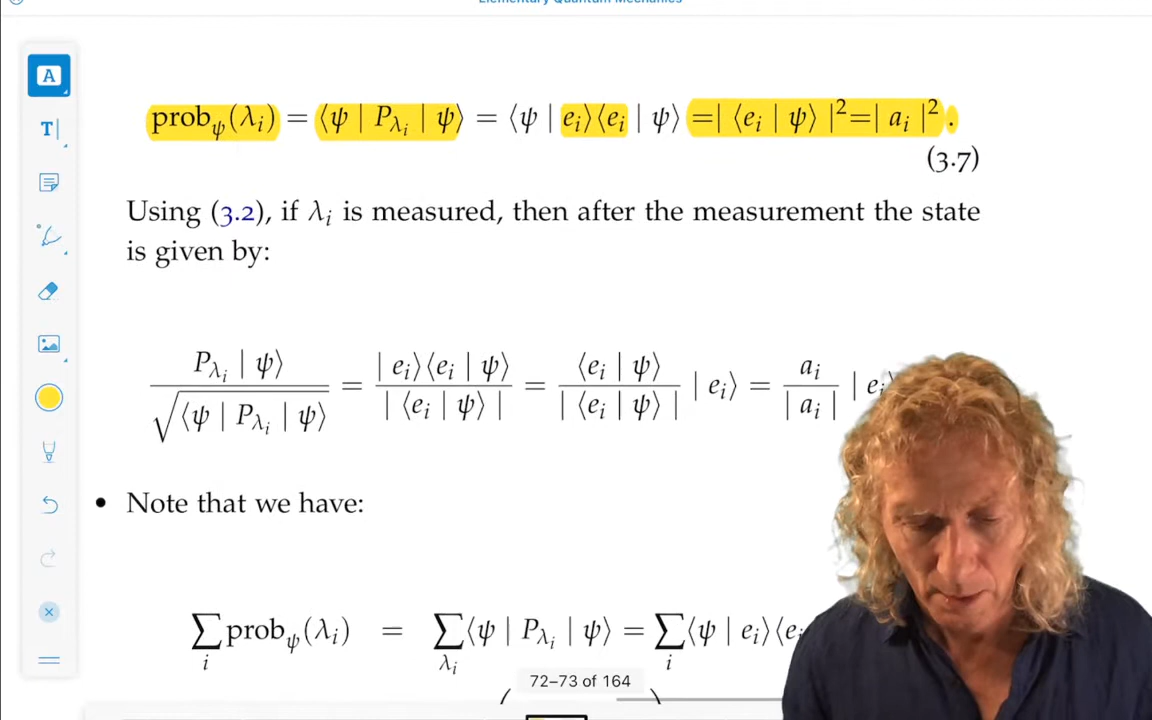 Elementary Quantum Mechanics
A
T
prob_ψ(λ_i) = ⟨ψ | P_{λ_i} | ψ⟩ = ⟨ψ | e_i⟩⟨e_i | ψ⟩ =| ⟨e_i | ψ⟩ |²=| a_i |² .
(3.7)
Using (3.2), if λ_i is measured, then after the measurement the state
is given by:
P_{λ_i} | ψ⟩ / √⟨ψ | P_{λ_i} | ψ⟩ = | e_i⟩⟨e_i | ψ⟩ / | ⟨e_i | ψ⟩ | = ⟨e_i | ψ⟩ / | ⟨e_i | ψ⟩ | | e_i⟩ = a_i / | a_i | | e_i
• Note that we have:
∑_i prob_ψ(λ_i) = ∑_{λ_i} ⟨ψ | P_{λ_i} | ψ⟩ = ∑_i ⟨ψ | e_i⟩⟨e_i
72–73 of 164